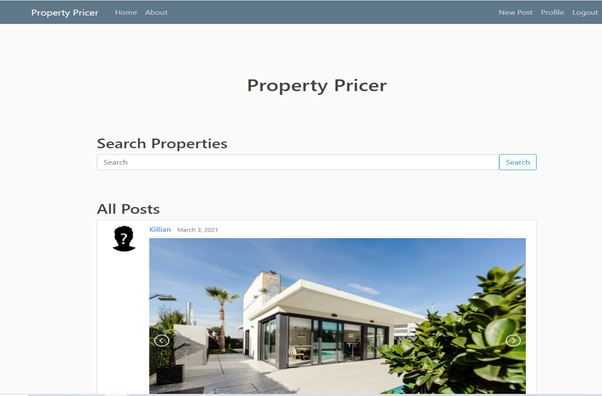 Property Pricer Home About New Post Profile Logout
Property Pricer
Search Properties
Search Search
All Posts
?
Killian March 3, 2021